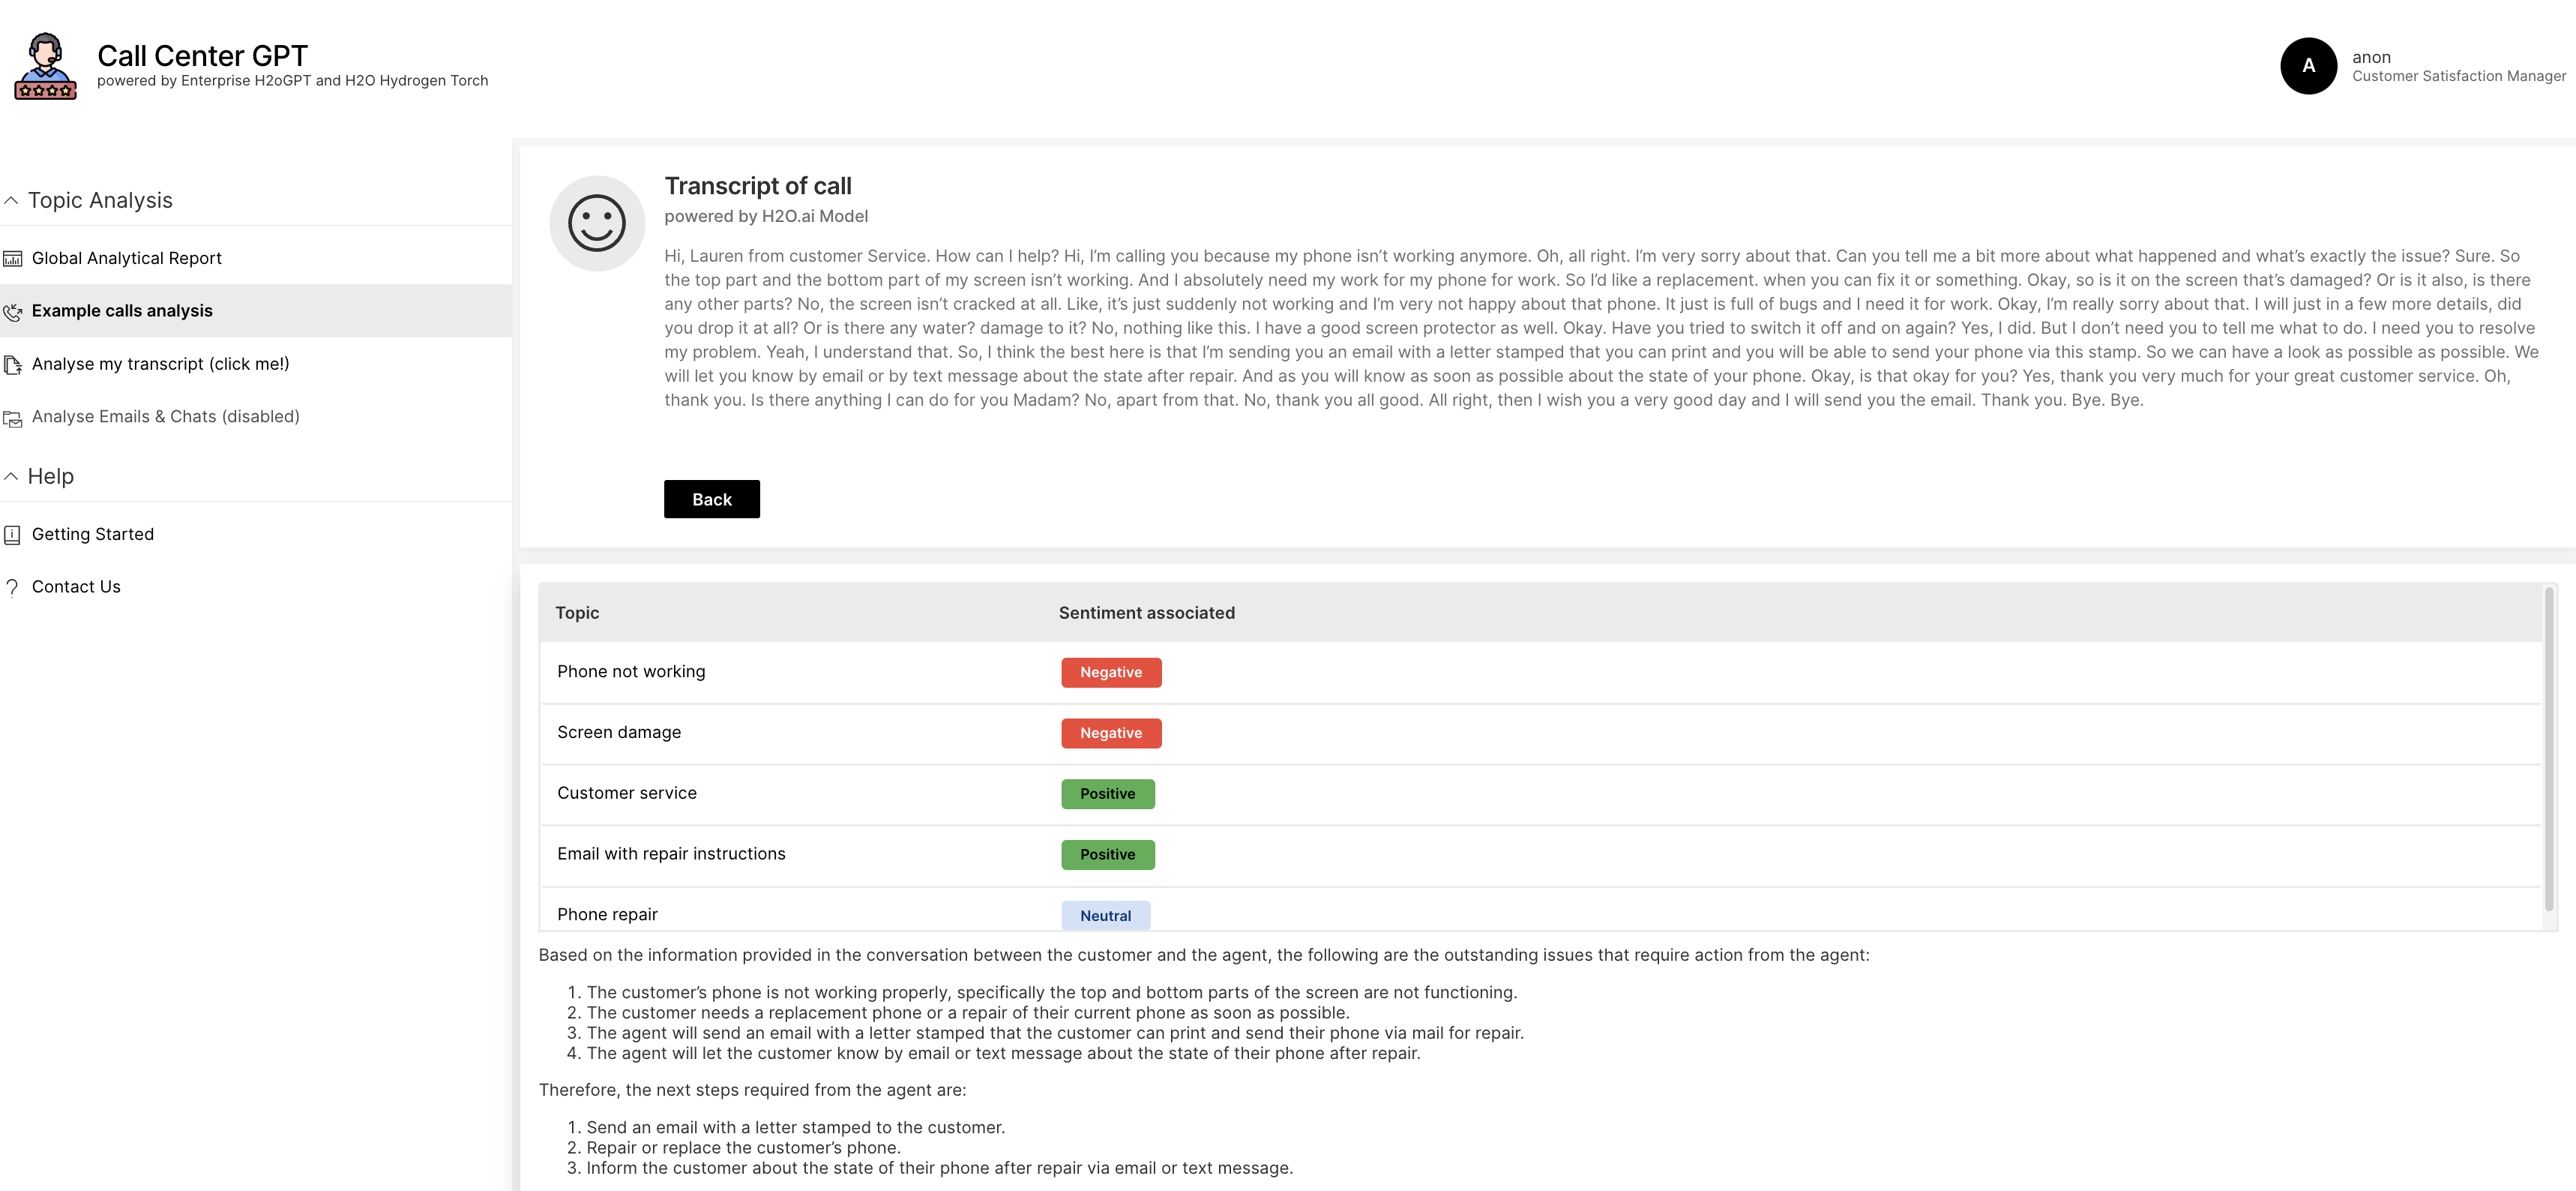 Call Center GPT
powered by Enterprise H2oGPT and H2O Hydrogen Torch
A
anon
Customer Satisfaction Manager
Topic Analysis
Global Analytical Report
Example calls analysis
Analyse my transcript (click me!)
Analyse Emails & Chats (disabled)
Help
Getting Started
Contact Us
Transcript of call
powered by H2O.ai Model
Hi, Lauren from customer Service. How can I help? Hi, I’m calling you because my phone isn’t working anymore. Oh, all right. I’m very sorry about that. Can you tell me a bit more about what happened and what’s exactly the issue? Sure. So
the top part and the bottom part of my screen isn’t working. And I absolutely need my work for my phone for work. So I’d like a replacement. when you can fix it or something. Okay, so is it on the screen that’s damaged? Or is it also, is there
any other parts? No, the screen isn’t cracked at all. Like, it’s just suddenly not working and I’m very not happy about that phone. It just is full of bugs and I need it for work. Okay, I’m really sorry about that. I will just in a few more details, did
you drop it at all? Or is there any water? damage to it? No, nothing like this. I have a good screen protector as well. Okay. Have you tried to switch it off and on again? Yes, I did. But I don’t need you to tell me what to do. I need you to resolve
my problem. Yeah, I understand that. So, I think the best here is that I’m sending you an email with a letter stamped that you can print and you will be able to send your phone via this stamp. So we can have a look as possible as possible. We
will let you know by email or by text message about the state after repair. And as you will know as soon as possible about the state of your phone. Okay, is that okay for you? Yes, thank you very much for your great customer service. Oh,
thank you. Is there anything I can do for you Madam? No, apart from that. No, thank you all good. All right, then I wish you a very good day and I will send you the email. Thank you. Bye. Bye.
Back
Topic Sentiment associated
Phone not working Negative
Screen damage Negative
Customer service Positive
Email with repair instructions Positive
Phone repair Neutral
Based on the information provided in the conversation between the customer and the agent, the following are the outstanding issues that require action from the agent:
1. The customer’s phone is not working properly, specifically the top and bottom parts of the screen are not functioning.
2. The customer needs a replacement phone or a repair of their current phone as soon as possible.
3. The agent will send an email with a letter stamped that the customer can print and send their phone via mail for repair.
4. The agent will let the customer know by email or text message about the state of their phone after repair.
Therefore, the next steps required from the agent are:
1. Send an email with a letter stamped to the customer.
2. Repair or replace the customer’s phone.
3. Inform the customer about the state of their phone after repair via email or text message.